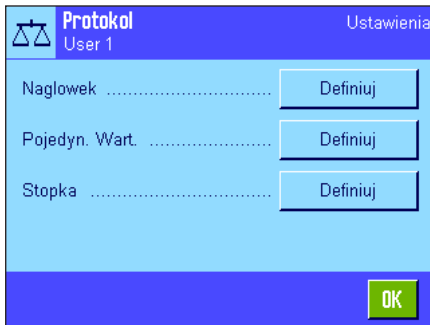 Protokol
Ustawienia
User 1
Naglowek ............................... Definiuj
Pojedyn. Wart. ....................... Definiuj
Stopka .................................. Definiuj
OK